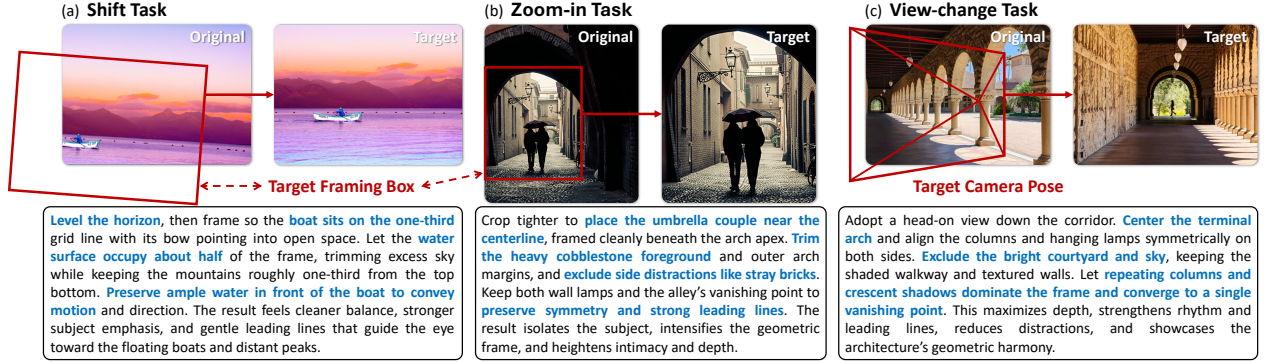 (a) Shift Task
Original
Target
(b) Zoom-in Task
Original
Target
(c) View-change Task
Original
Target
Target Framing Box
Target Camera Pose
Level the horizon, then frame so the boat sits on the one-third
grid line with its bow pointing into open space. Let the water
surface occupy about half of the frame, trimming excess sky
while keeping the mountains roughly one-third from the top
bottom. Preserve ample water in front of the boat to convey
motion and direction. The result feels cleaner balance, stronger
subject emphasis, and gentle leading lines that guide the eye
toward the floating boats and distant peaks.
Crop tighter to place the umbrella couple near the
centerline, framed cleanly beneath the arch apex. Trim
the heavy cobblestone foreground and outer arch
margins, and exclude side distractions like stray bricks.
Keep both wall lamps and the alley's vanishing point to
preserve symmetry and strong leading lines. The
result isolates the subject, intensifies the geometric
frame, and heightens intimacy and depth.
Adopt a head-on view down the corridor. Center the terminal
arch and align the columns and hanging lamps symmetrically on
both sides. Exclude the bright courtyard and sky, keeping the
shaded walkway and textured walls. Let repeating columns and
crescent shadows dominate the frame and converge to a single
vanishing point. This maximizes depth, strengthens rhythm and
leading lines, reduces distractions, and showcases the
architecture's geometric harmony.